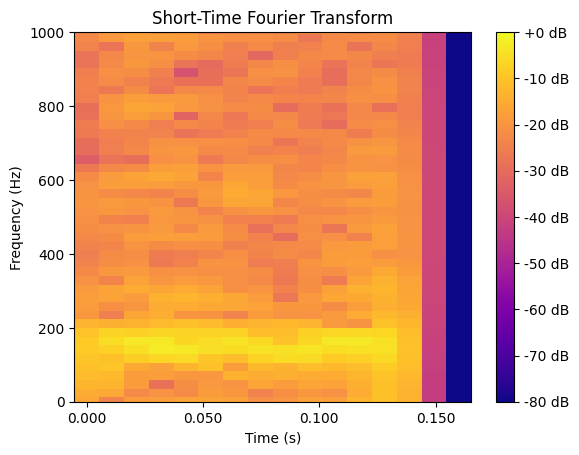 Short-Time Fourier Transform
Frequency (Hz)
1000
800
600
400
200
0
0.000
0.050
0.100
0.150
Time (s)
+0 dB
-10 dB
-20 dB
-30 dB
-40 dB
-50 dB
-60 dB
-70 dB
-80 dB